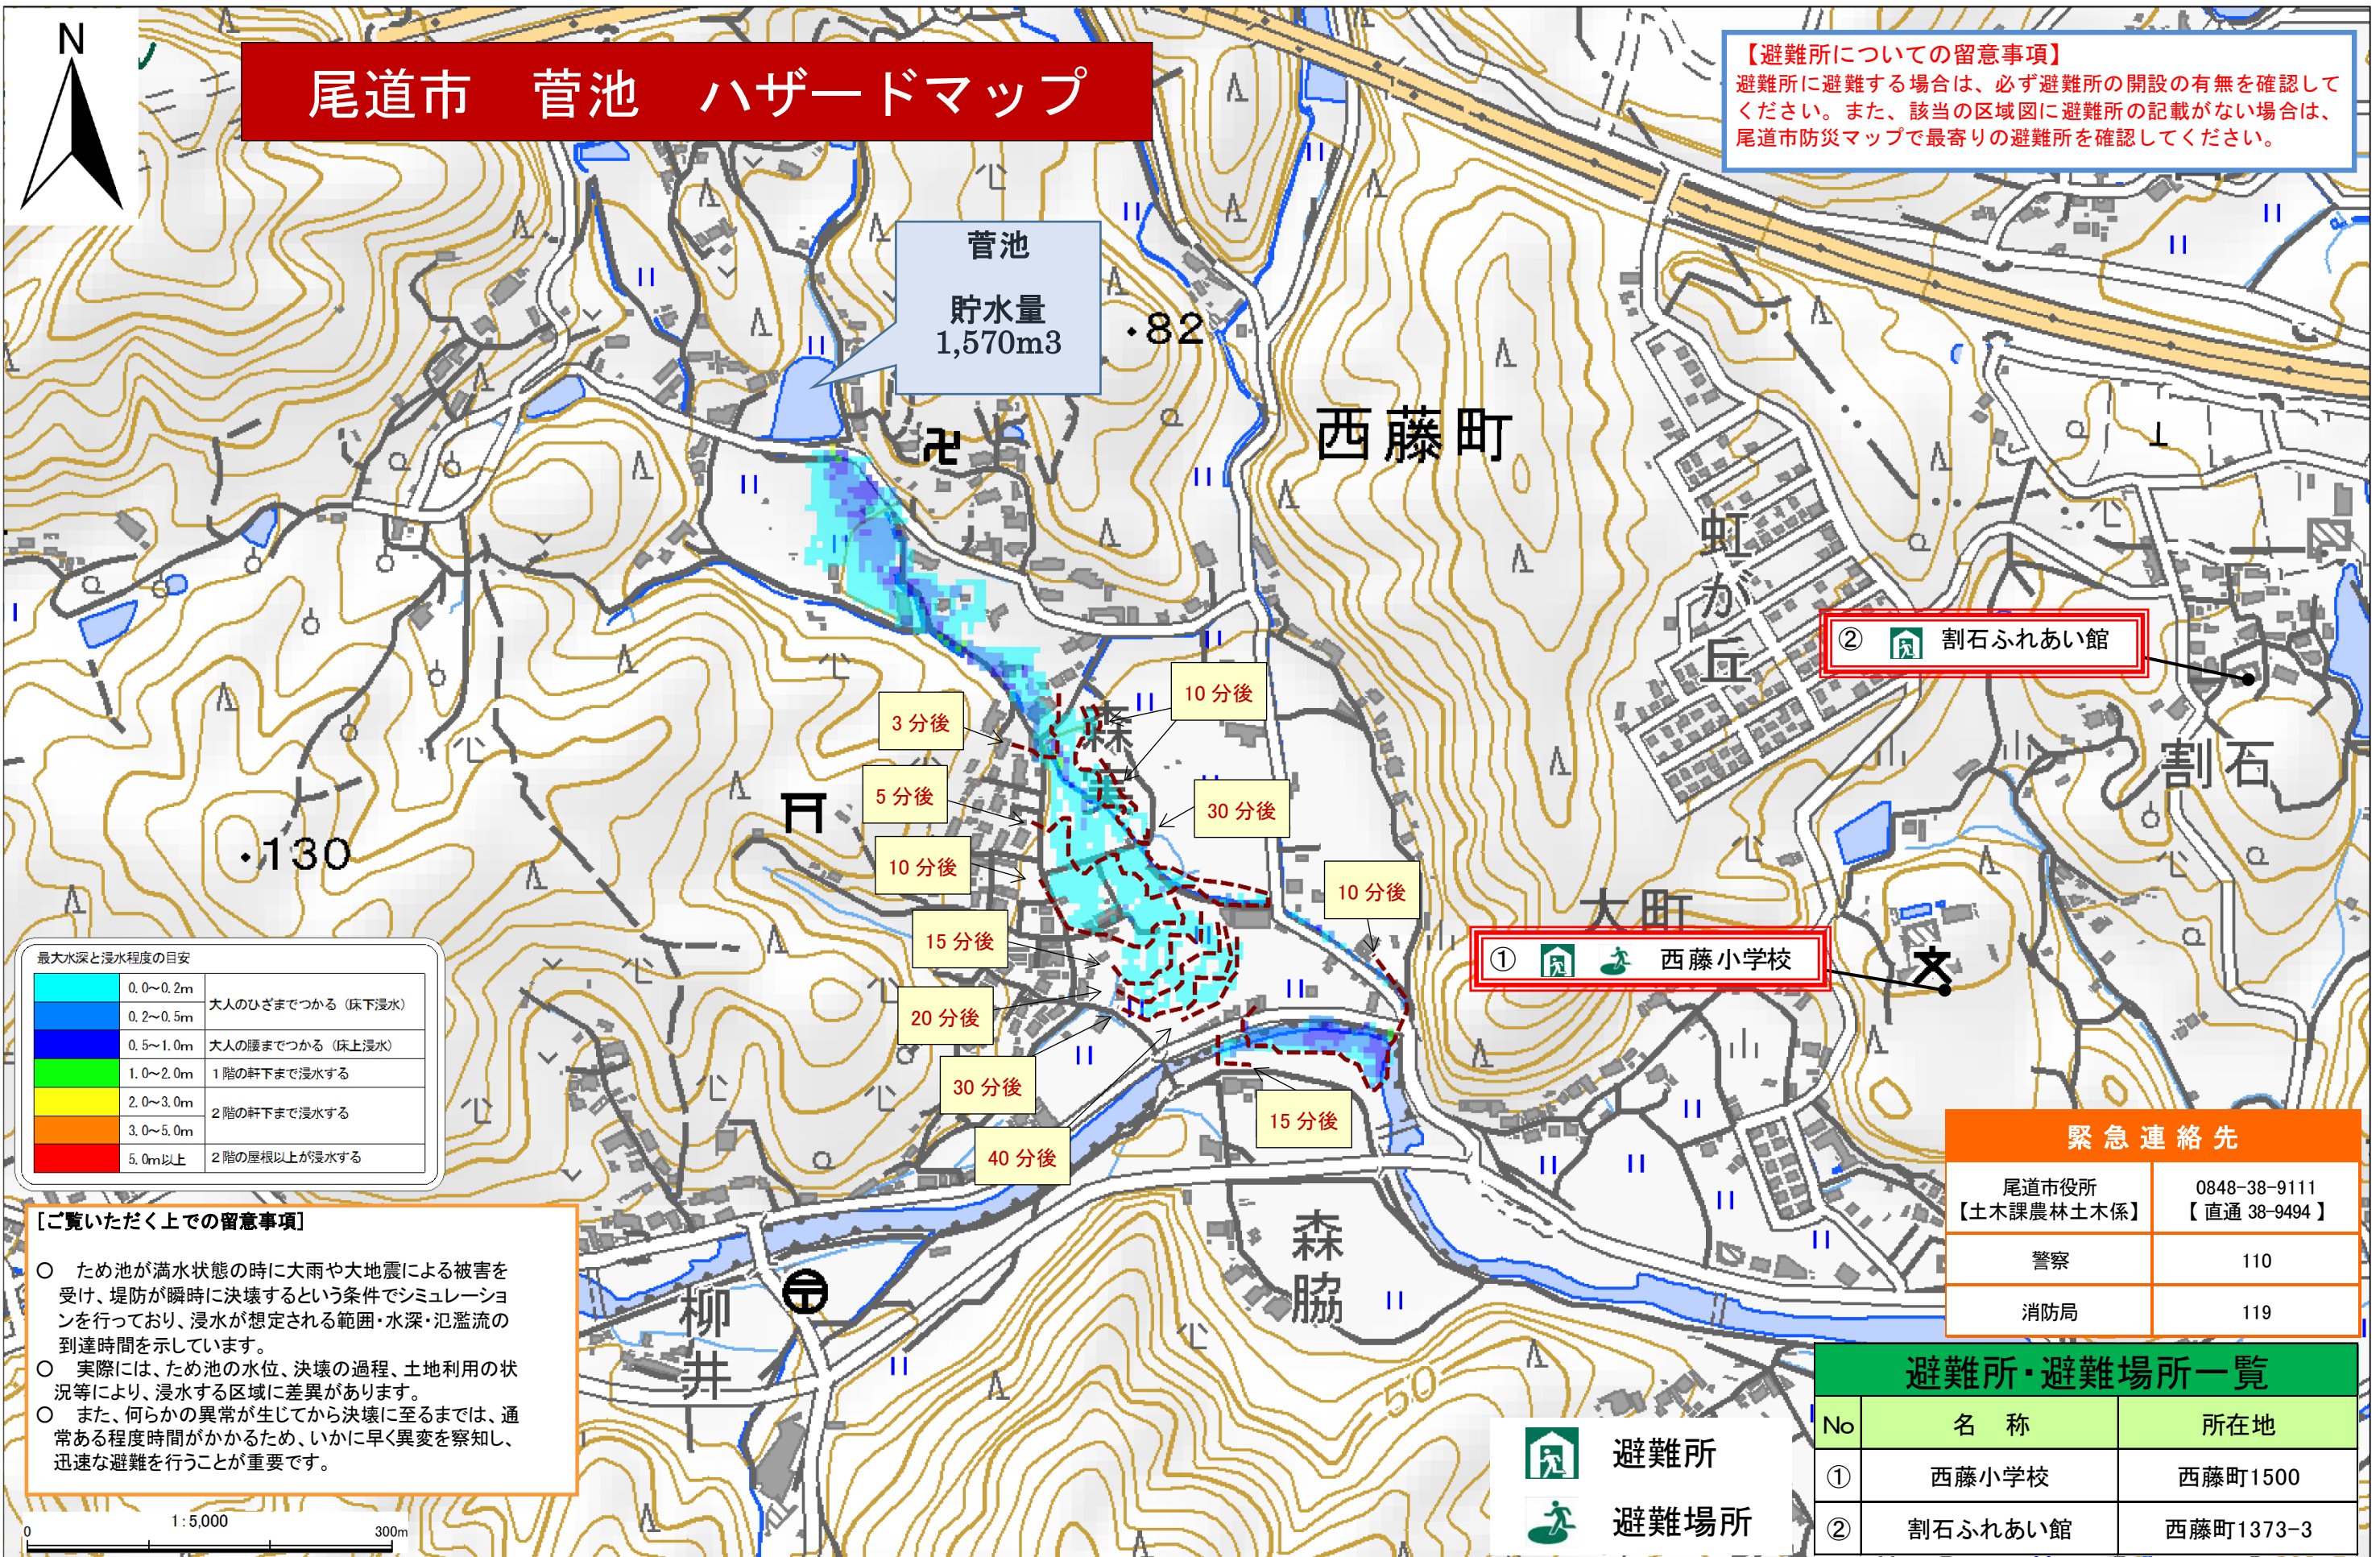 N
尾道市　菅池　ハザードマップ
【避難所についての留意事項】
避難所に避難する場合は、必ず避難所の開設の有無を確認して
ください。また、該当の区域図に避難所の記載がない場合は、
尾道市防災マップで最寄りの避難所を確認してください。
菅池
貯水量
1,570m3
・82
西藤町
虹が丘
② 割石ふれあい館
割石
3 分後
10 分後
5 分後
30 分後
10 分後
10 分後
15 分後
20 分後
30 分後
40 分後
15 分後
・130
大町
① 西藤小学校
文
森脇
柳井
50
最大水深と浸水程度の目安
0.0～0.2m
大人のひざまでつかる（床下浸水）
0.2～0.5m
0.5～1.0m 大人の腰までつかる（床上浸水）
1.0～2.0m １階の軒下まで浸水する
2.0～3.0m
２階の軒下まで浸水する
3.0～5.0m
5.0m以上 ２階の屋根以上が浸水する
[ご覧いただく上での留意事項]
○　ため池が満水状態の時に大雨や大地震による被害を
受け、堤防が瞬時に決壊するという条件でシミュレーショ
ンを行っており、浸水が想定される範囲・水深・氾濫流の
到達時間を示しています。
○　実際には、ため池の水位、決壊の過程、土地利用の状
況等により、浸水する区域に差異があります。
○　また、何らかの異常が生じてから決壊に至るまでは、通
常ある程度時間がかかるため、いかに早く異変を察知し、
迅速な避難を行うことが重要です。
1:5,000
0 300m
緊急連絡先
尾道市役所 0848-38-9111
【土木課農林土木係】 【 直通 38-9494 】
警察 110
消防局 119
避難所
避難場所
避難所・避難場所一覧
No 名　称 所在地
① 西藤小学校 西藤町1500
② 割石ふれあい館 西藤町1373-3